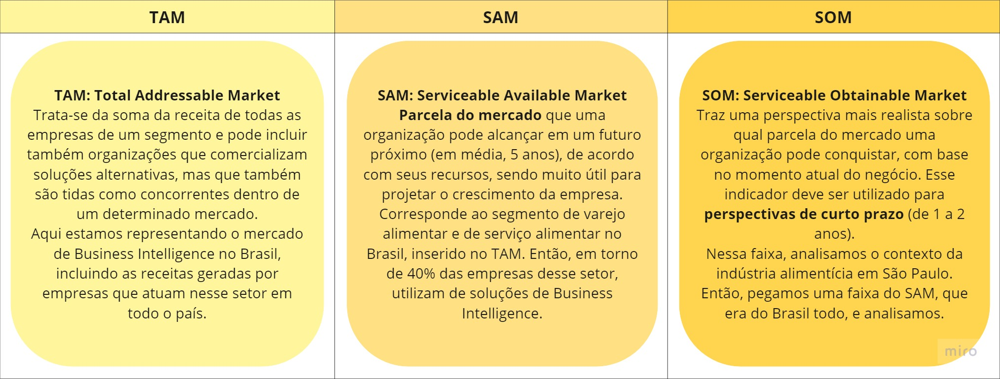 TAM
SAM
SOM
TAM: Total Addressable Market
Trata-se da soma da receita de todas as
empresas de um segmento e pode incluir
também organizações que comercializam
soluções alternativas, mas que também
são tidas como concorrentes dentro de
um determinado mercado.
Aqui estamos representando o mercado
de Business Intelligence no Brasil,
incluindo as receitas geradas por
empresas que atuam nesse setor em
todo o país.
SAM: Serviceable Available Market
Parcela do mercado que uma
organização pode alcançar em um futuro
próximo (em média, 5 anos), de acordo
com seus recursos, sendo muito útil para
projetar o crescimento da empresa.
Corresponde ao segmento de varejo
alimentar e de serviço alimentar no
Brasil, inserido no TAM. Então, em torno
de 40% das empresas desse setor,
utilizam de soluções de Business
Intelligence.
SOM: Serviceable Obtainable Market
Traz uma perspectiva mais realista sobre
qual parcela do mercado uma
organização pode conquistar, com base
no momento atual do negócio. Esse
indicador deve ser utilizado para
perspectivas de curto prazo (de 1 a 2
anos).
Nessa faixa, analisamos o contexto da
indústria alimentícia em São Paulo.
Então, pegamos uma faixa do SAM, que
era do Brasil todo, e analisamos.
miro